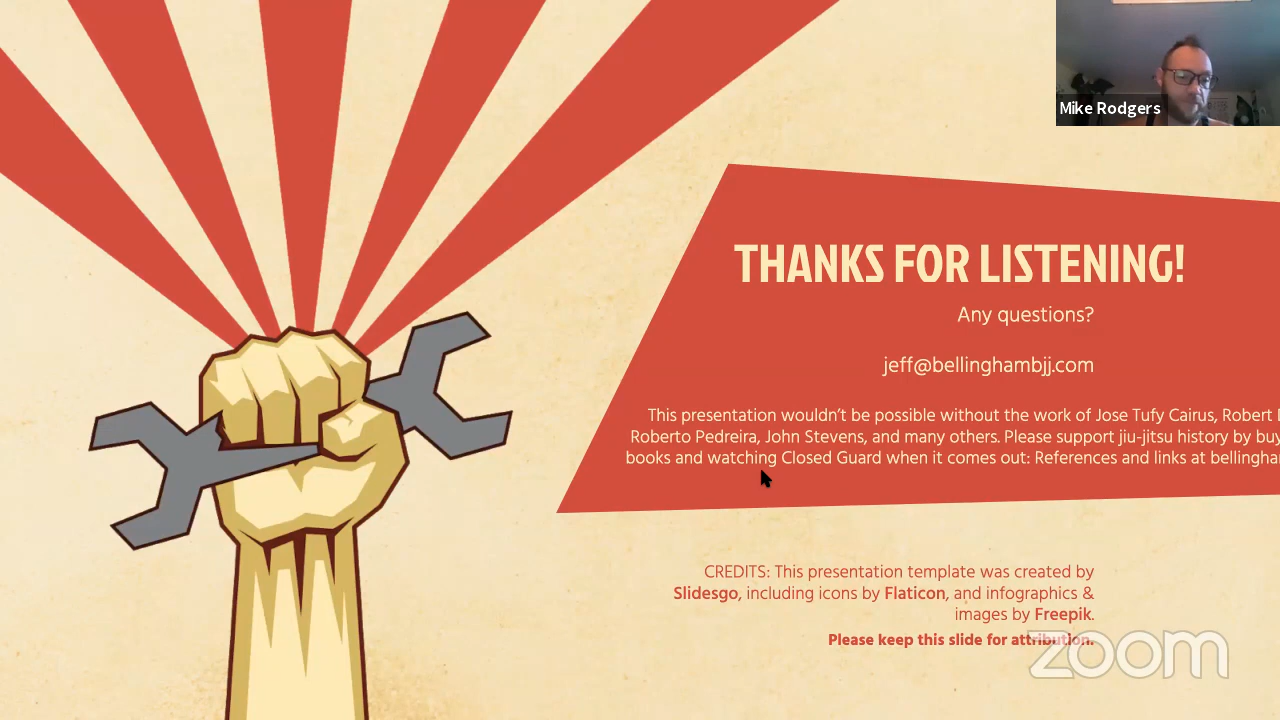 Mike Rodgers
THANKS FOR LISTENING!
Any questions?
jeff@bellinghambjj.com
This presentation wouldn't be possible without the work of Jose Tufy Cairus, Robert
Roberto Pedreira, John Stevens, and many others. Please support jiu-jitsu history by
books and watching Closed Guard when it comes out: References and links at
CREDITS: This presentation template was created by
Slidesgo, including icons by Flaticon, and infographics &
images by Freepik.
Please keep this slide for attribution.
zoom